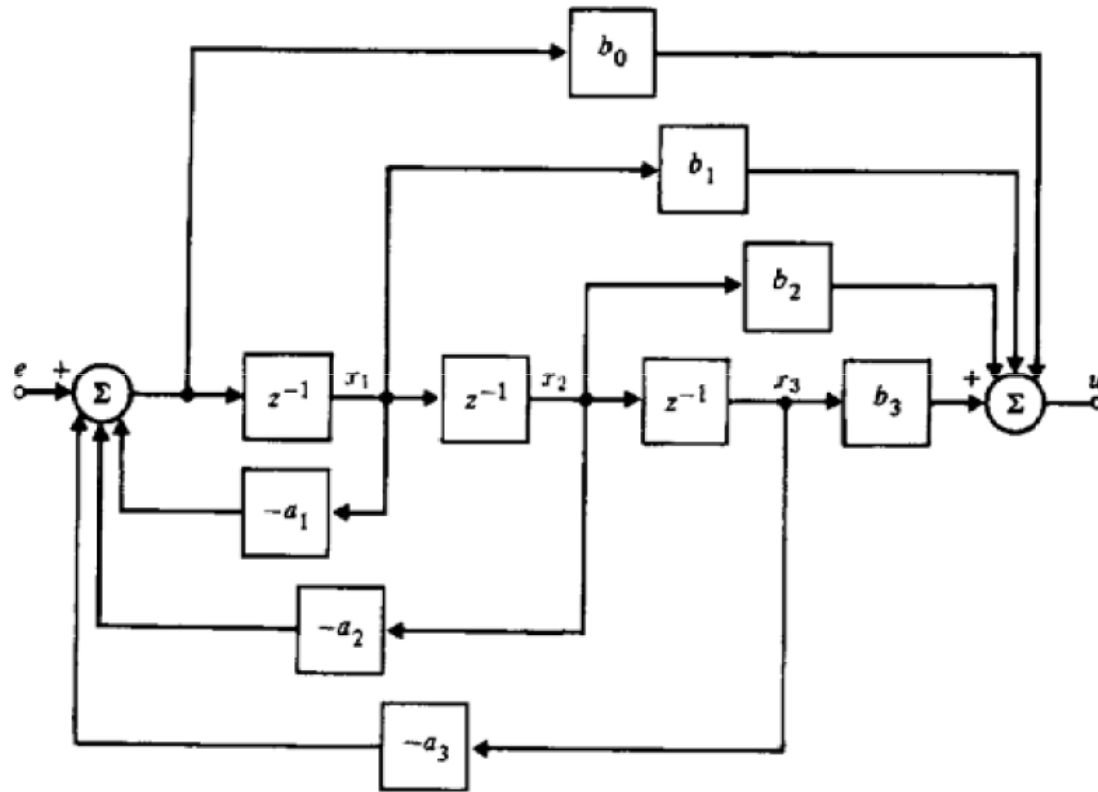 b₀
b₁
b₂
e + Σ z⁻¹ x₁ z⁻¹ x₂ z⁻¹ x₃ b₃ + Σ u
−a₁
−a₂
−a₃